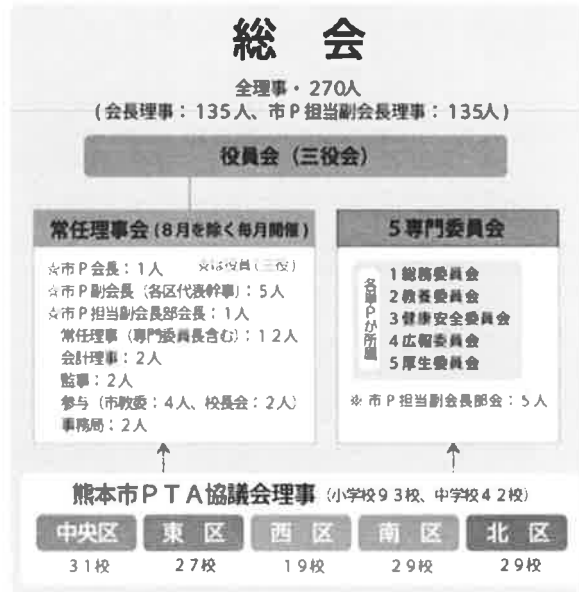 総 会
全理事・270人
(会長理事：135人、市P担当副会長理事：135人)
役員会（三役会）
常任理事会(8月を除く毎月開催)
☆市P会長：1人 ☆は役員(三役)
☆市P副会長（各区代表幹事）：5人
☆市P担当副会長部会長：1人
常任理事（専門委員長含む）：12人
会計理事：2人
監事：2人
参与（市教委：4人、校長会：2人）
事務局：2人
5専門委員会
各単Pが所属
1総務委員会
2教養委員会
3健康安全委員会
4広報委員会
5厚生委員会
※市P担当副会長部会：5人
熊本市PTA協議会理事（小学校93校、中学校42校）
中央区 東 区 西 区 南 区 北 区
31校 27校 19校 29校 29校